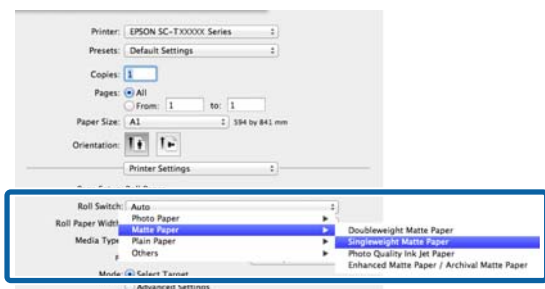 Printer: EPSON SC-TXXXXX Series
Presets: Default Settings
Copies: 1
Pages: All
From: 1 to: 1
Paper Size: A1 594 by 841 mm
Orientation:
Printer Settings
Roll Switch: Auto
Photo Paper
Roll Paper Width
Matte Paper
Doubleweight Matte Paper
Media Type
Plain Paper
Singleweight Matte Paper
Others
Photo Quality Ink Jet Paper
Enhanced Matte Paper / Archival Matte Paper
Mode: Select Target
Advanced Settings